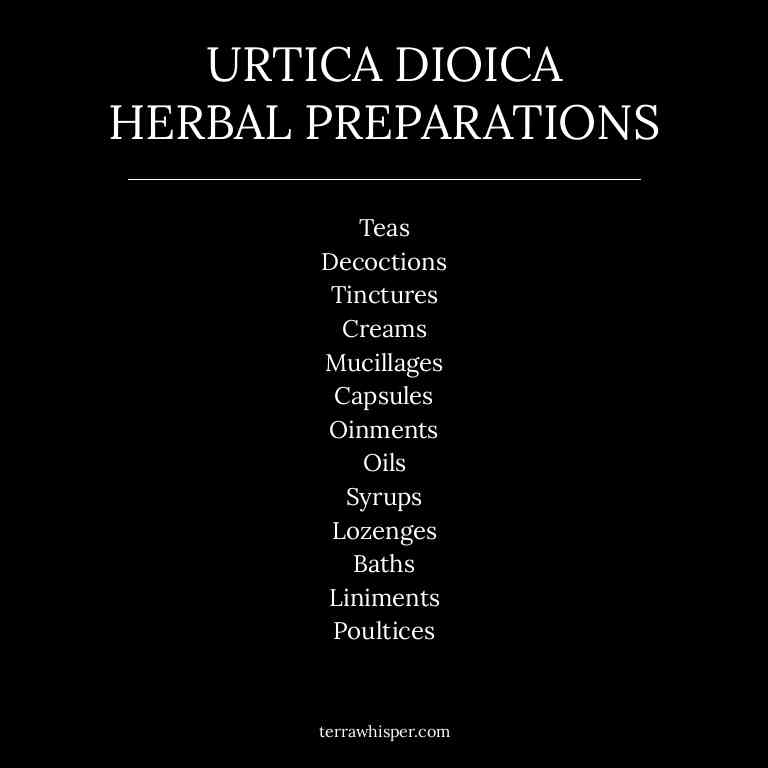 URTICA DIOICA
HERBAL PREPARATIONS
Teas
Decoctions
Tinctures
Creams
Mucillages
Capsules
Oinments
Oils
Syrups
Lozenges
Baths
Liniments
Poultices
terrawhisper.com